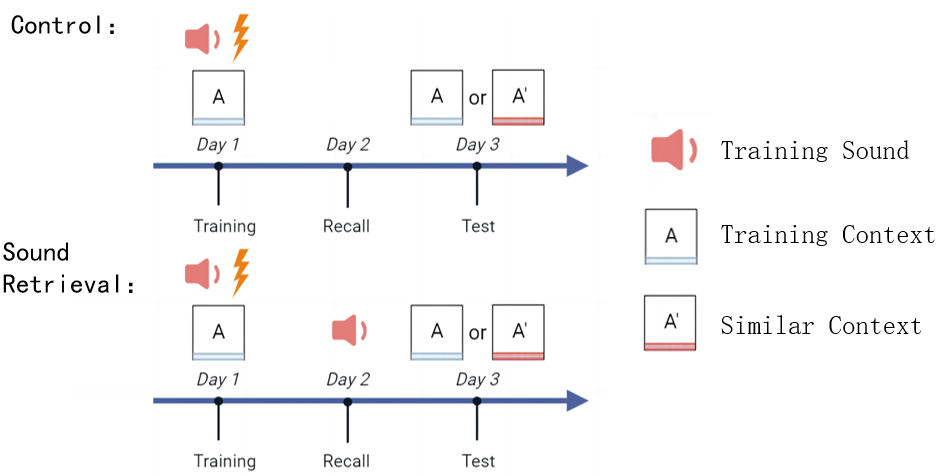 Control:
A
A or A'
Day 1 Day 2 Day 3
Training Recall Test
Sound
Retrieval:
A
A or A'
Day 1 Day 2 Day 3
Training Recall Test
Training Sound
A Training Context
A' Similar Context